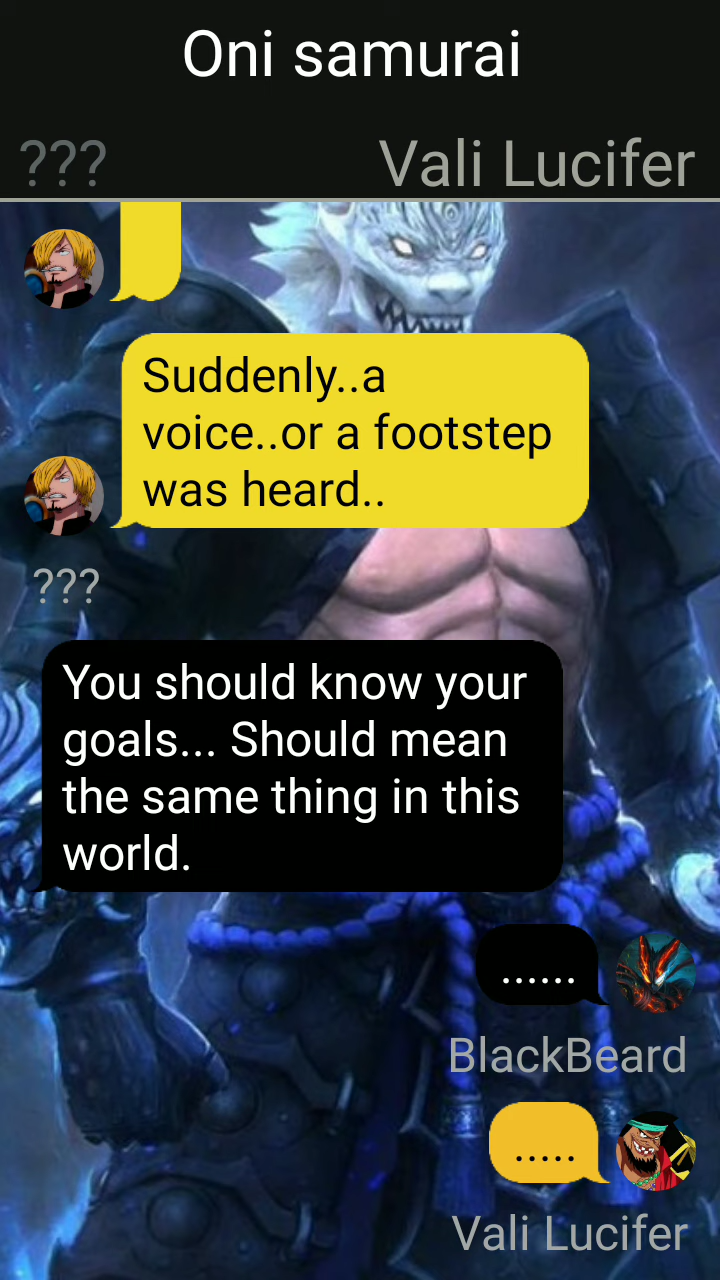 Oni samurai
??? Vali Lucifer
Suddenly..a
voice..or a footstep
was heard..
???
You should know your
goals... Should mean
the same thing in this
world.
......
BlackBeard
.....
Vali Lucifer